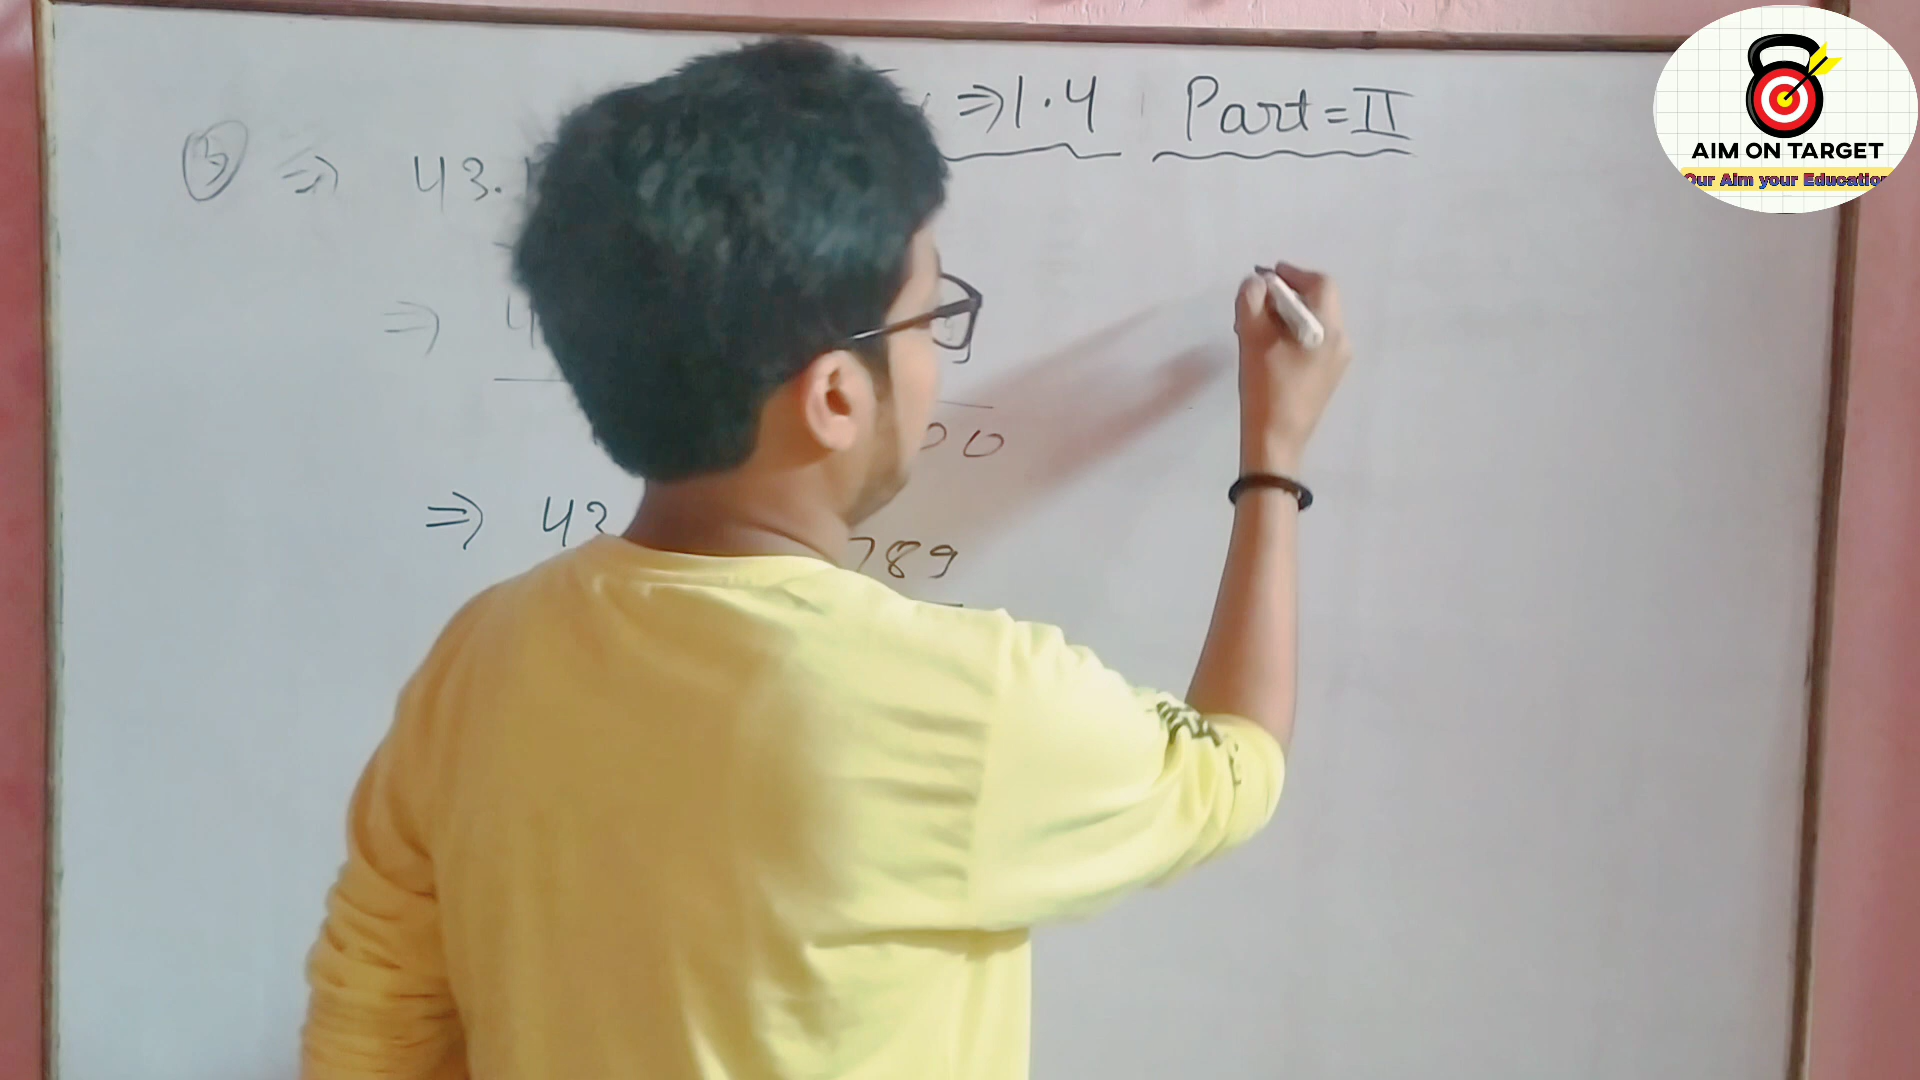 ⇒ 1.4 Part = II
③ ⇒ 43.
⇒ 4
00
⇒ 43
789
AIM ON TARGET
Our Aim your Education